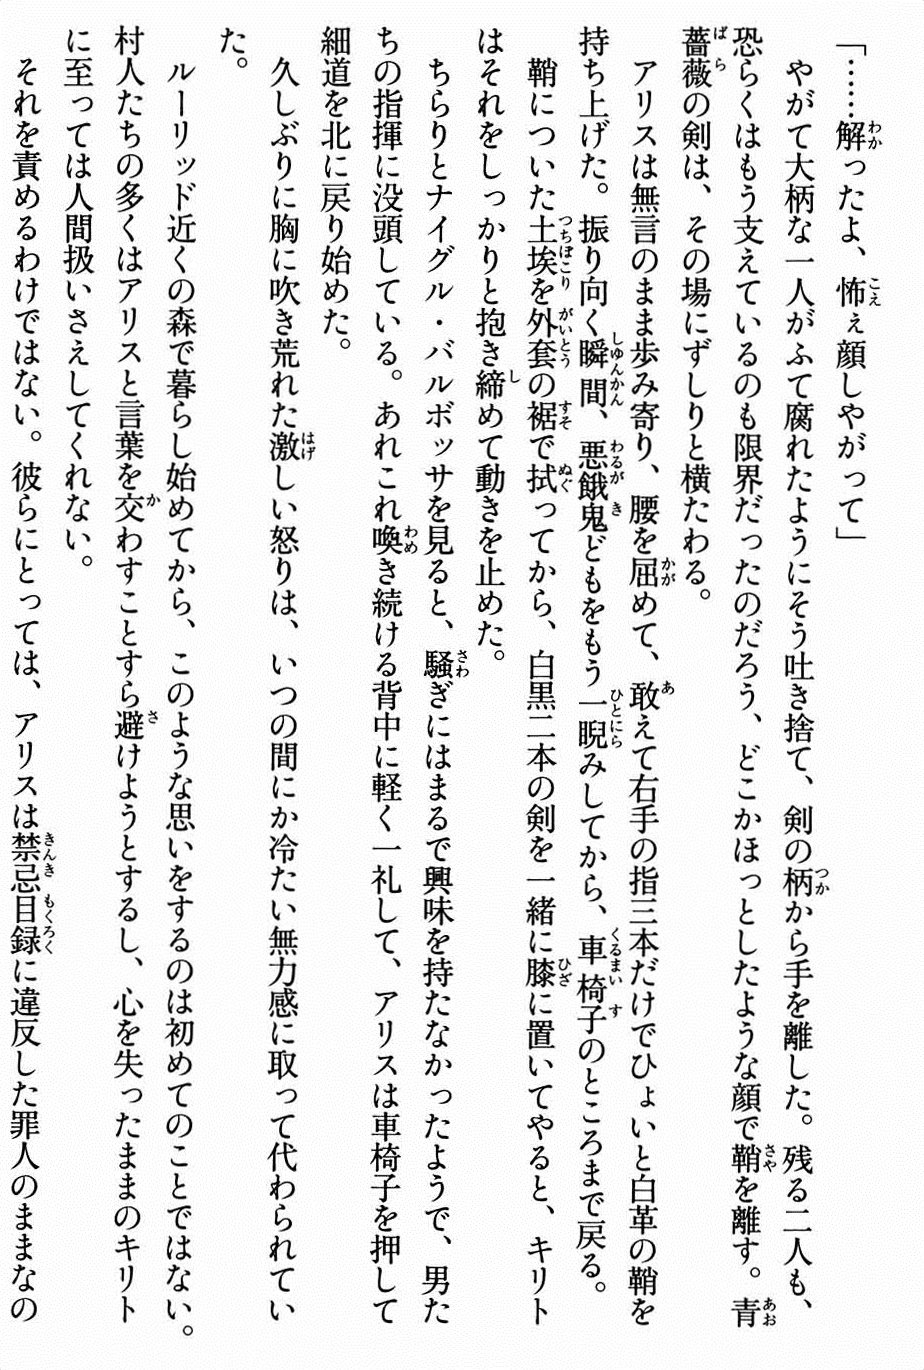 「……解ったよ、怖ぇ顔しやがって」
やがて大柄な一人がふて腐れたようにそう吐き捨て、剣の柄から手を離した。残る二人も、
恐らくはもう支えているのも限界だったのだろう、どこかほっとしたような顔で鞘を離す。青
薔薇の剣は、その場にずしりと横たわる。
アリスは無言のまま歩み寄り、腰を屈めて、敢えて右手の指三本だけでひょいと白革の鞘を
持ち上げた。振り向く瞬間、悪餓鬼どもをもう一睨みしてから、車椅子のところまで戻る。
鞘についた土埃を外套の裾で拭ってから、白黒二本の剣を一緒に膝に置いてやると、キリト
はそれをしっかりと抱き締めて動きを止めた。
ちらりとナイグル・バルボッサを見ると、騒ぎにはまるで興味を持たなかったようで、男た
ちの指揮に没頭している。あれこれ喚き続ける背中に軽く一礼して、アリスは車椅子を押して
細道を北に戻り始めた。
久しぶりに胸に吹き荒れた激しい怒りは、いつの間にか冷たい無力感に取って代わられてい
た。
ルーリッド近くの森で暮らし始めてから、このような思いをするのは初めてのことではない。
村人たちの多くはアリスと言葉を交わすことすら避けようとするし、心を失ったままのキリト
に至っては人間扱いさえしてくれない。
それを責めるわけではない。彼らにとっては、アリスは禁忌目録に違反した罪人のままなの